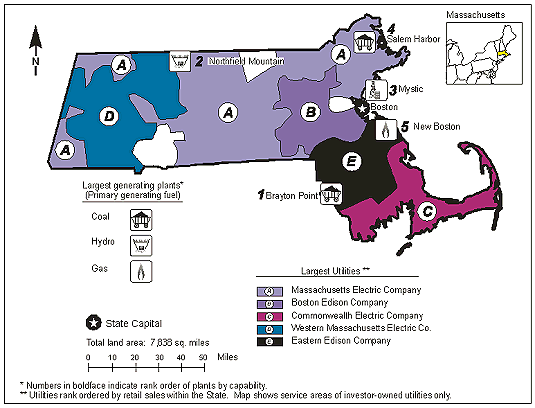 Massachusetts
N
4
Salem Harbor
A
A
2 Northfield Mountain
3 Mystic
Boston
D
A
B
5 New Boston
A
E
1 Brayton Point*
C
Largest generating plants*
(Primary generating fuel)
Coal
Hydro
Gas
Largest Utilities **
A Massachusetts Electric Company
B Boston Edison Company
C Commonwealth Electric Company
D Western Massachusetts Electric Co.
E Eastern Edison Company
State Capital
Total land area: 7,838 sq. miles
0 10 20 30 40 50 Miles
* Numbers in boldface indicate rank order of plants by capability.
** Utilities rank ordered by retail sales within the State. Map shows service areas of investor-owned utilities only.